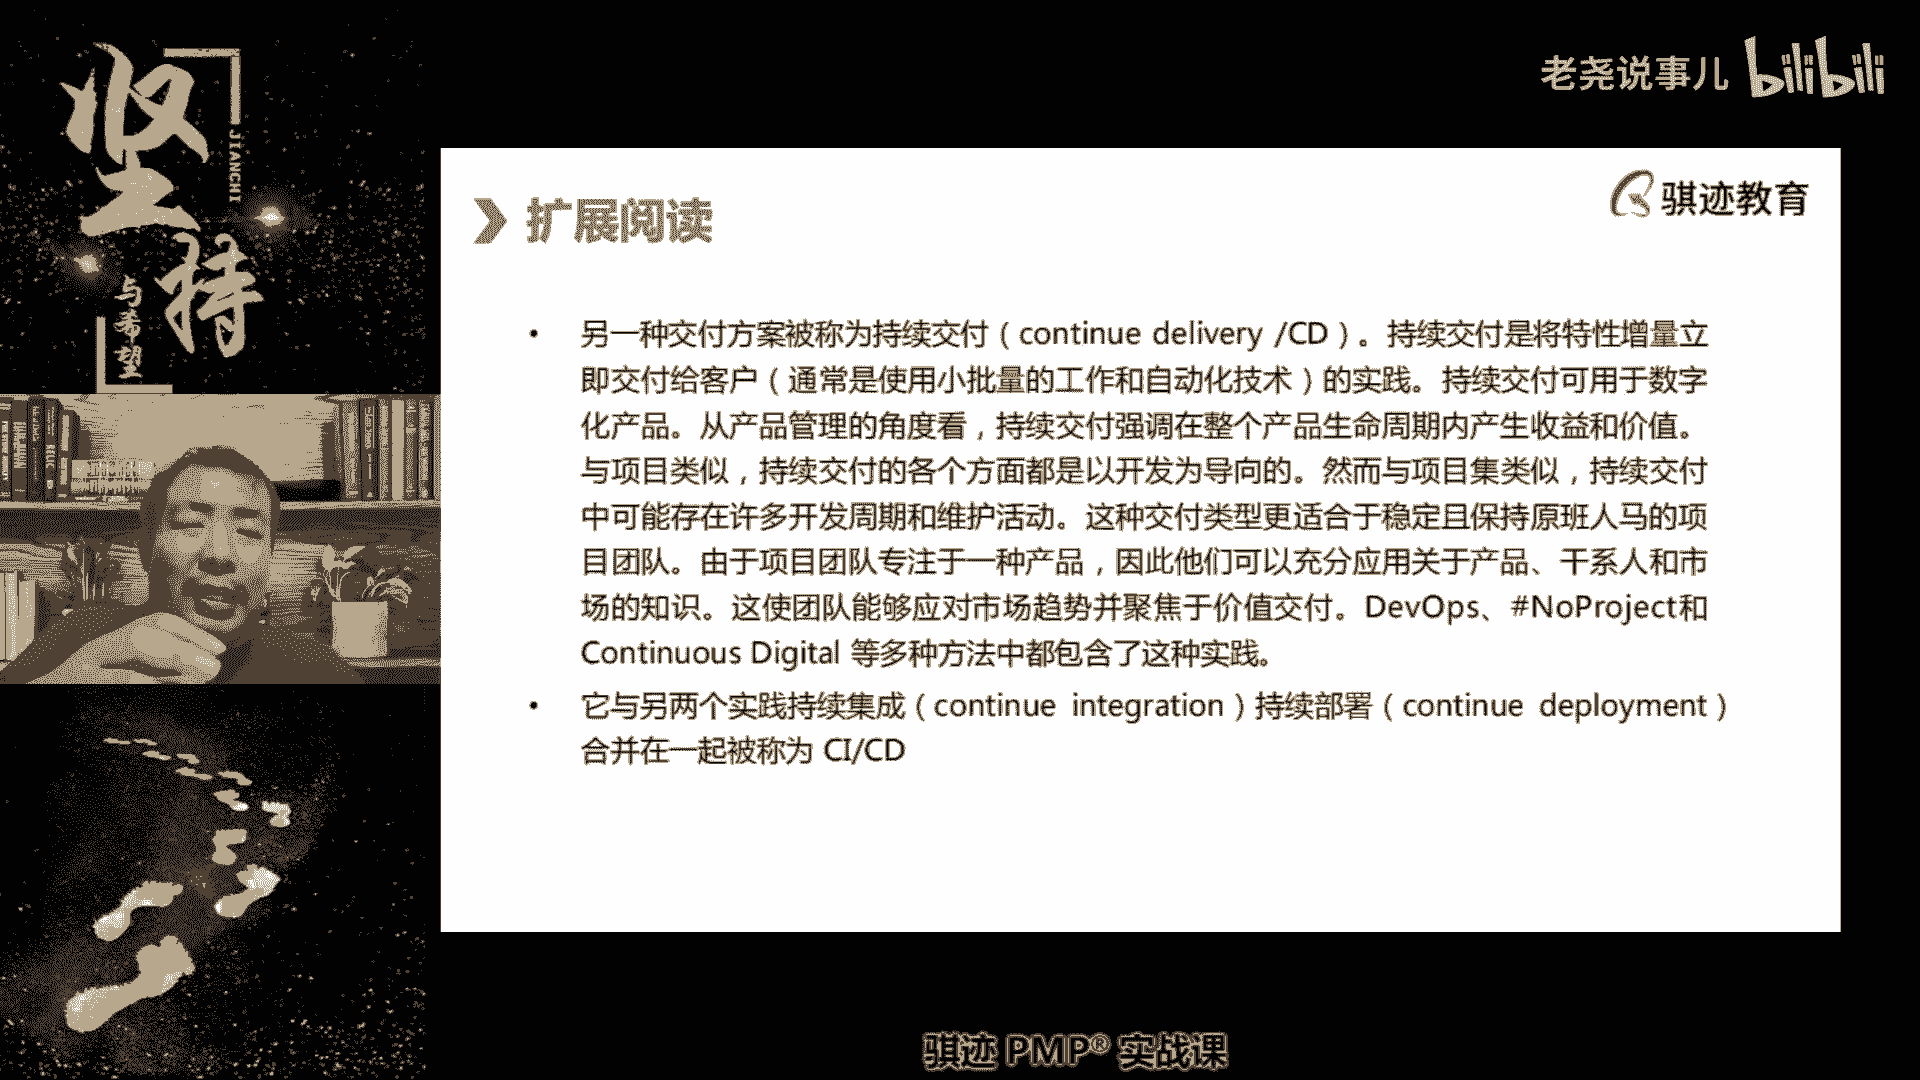 坚持
JIANCHI
与希望
老尧说事儿 bilibili
骐迹教育
扩展阅读
• 另一种交付方案被称为持续交付（continue delivery /CD）。持续交付是将特性增量立
即交付给客户（通常是使用小批量的工作和自动化技术）的实践。持续交付可用于数字
化产品。从产品管理的角度看，持续交付强调在整个产品生命周期内产生收益和价值。
与项目类似，持续交付的各个方面都是以开发为导向的。然而与项目集类似，持续交付
中可能存在许多开发周期和维护活动。这种交付类型更适合于稳定且保持原班人马的项
目团队。由于项目团队专注于一种产品，因此他们可以充分应用关于产品、干系人和市
场的知识。这使团队能够应对市场趋势并聚焦于价值交付。DevOps、#NoProject和
Continuous Digital 等多种方法中都包含了这种实践。
• 它与另两个实践持续集成（continue integration）持续部署（continue deployment）
合并在一起被称为 CI/CD
骐迹 PMP® 实战课